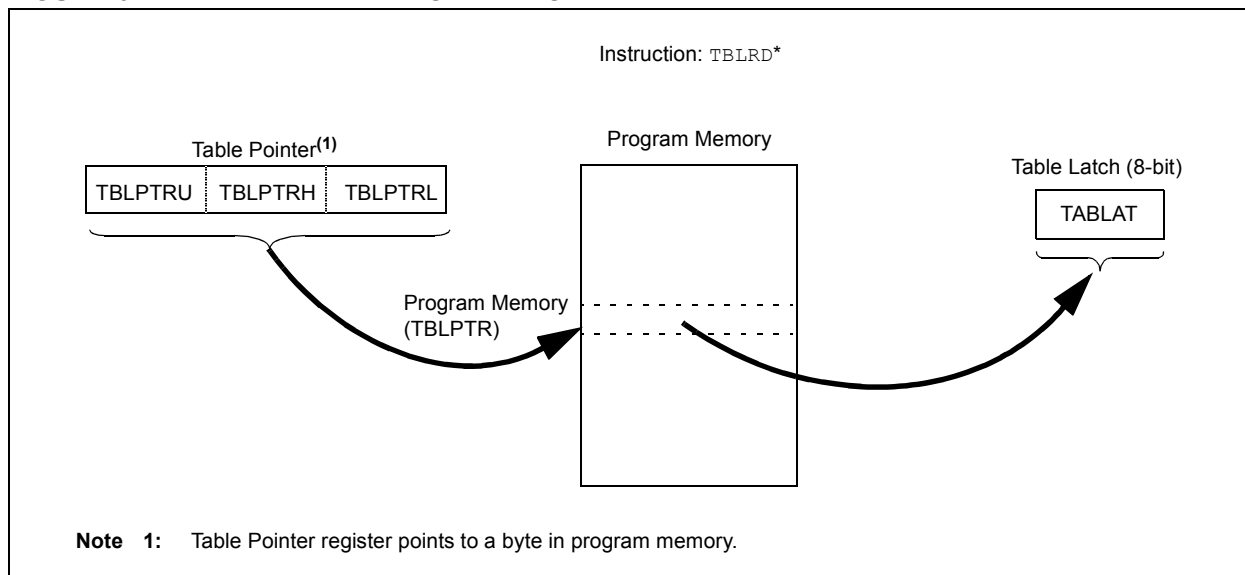 Instruction: TBLRD*
Table Pointer(1)
TBLPTRU TBLPTRH TBLPTRL
Program Memory
Table Latch (8-bit)
TABLAT
Program Memory
(TBLPTR)
Note 1: Table Pointer register points to a byte in program memory.